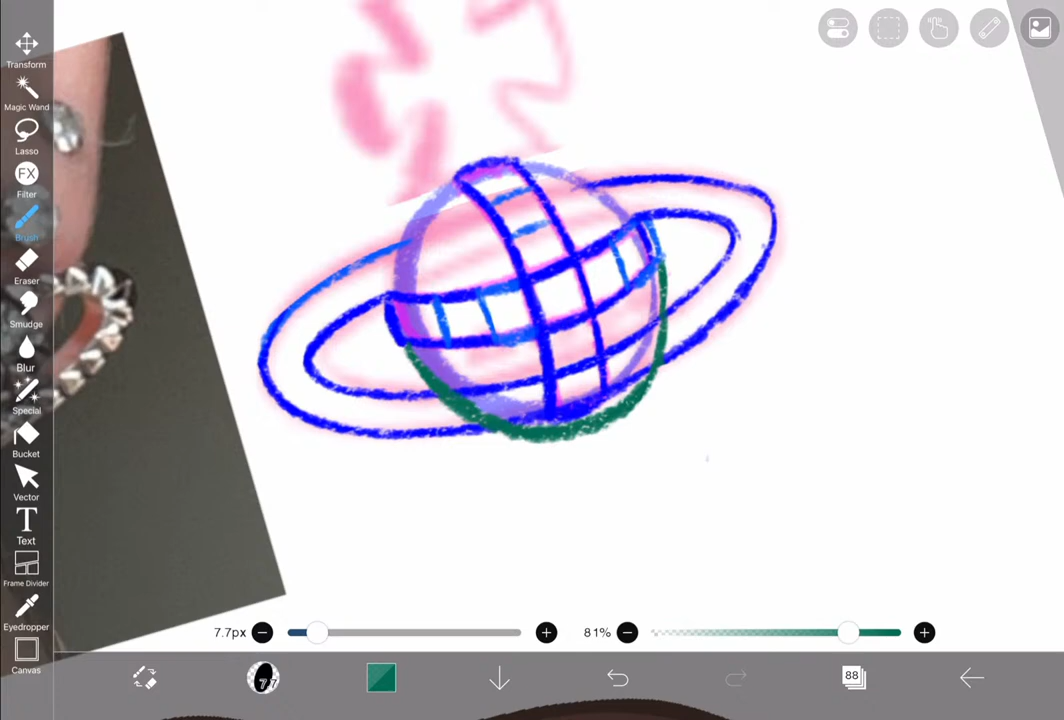 Transform
Magic Wand
Lasso
FX
Filter
Brush
Eraser
Smudge
Blur
Special
Bucket
Vector
T
Text
Frame Divider
Eyedropper
Canvas
7.7px
81%
88